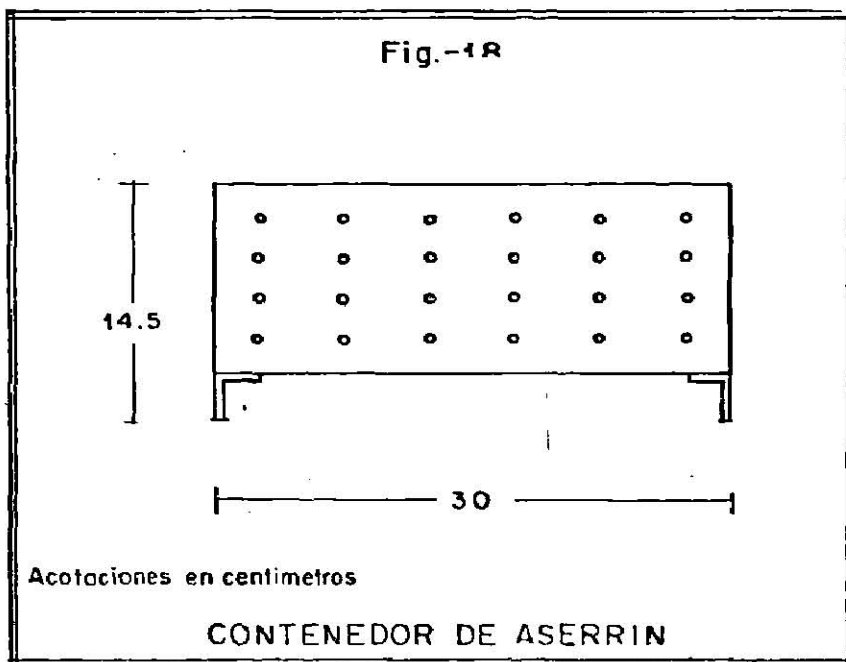 Fig.-18
14.5
30
Acotaciones en centimetros
CONTENEDOR DE ASERRIN